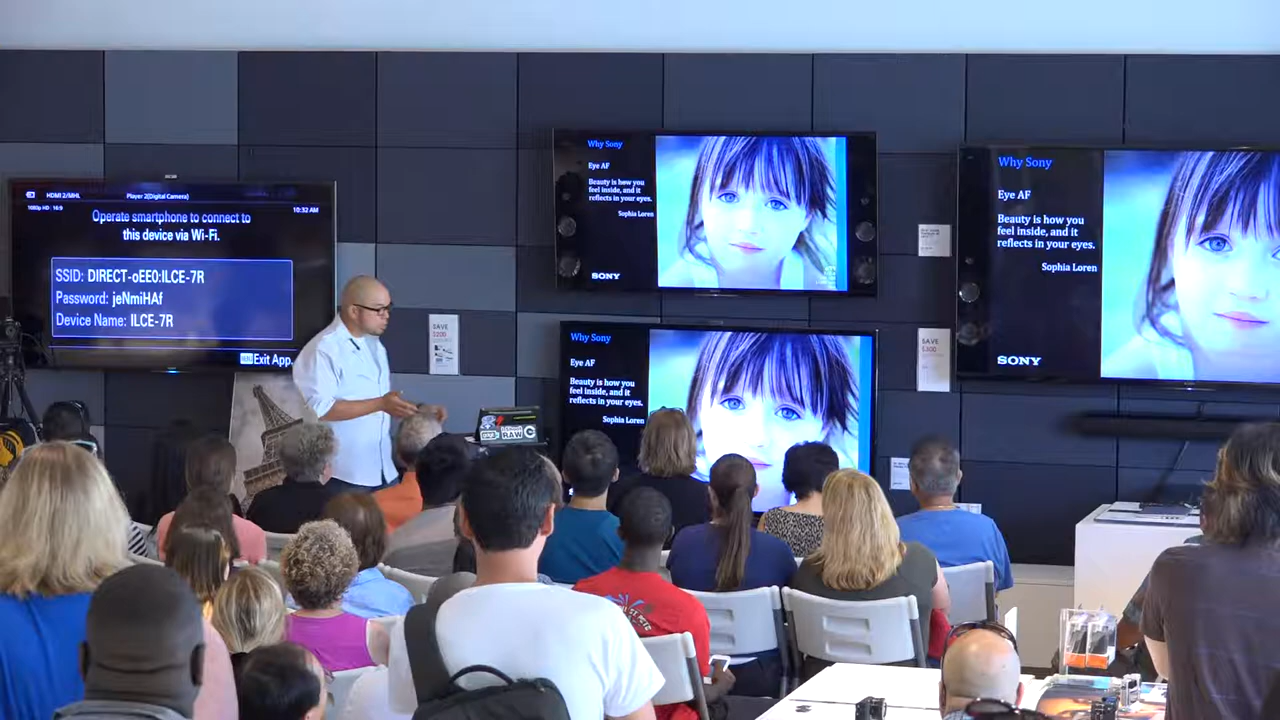 HDMI 2/MHL
Player 2(Digital Camera)
1080p HD 16:9
10:32 AM
Operate smartphone to connect to
this device via Wi-Fi.
SSID: DIRECT-oEE0:ILCE-7R
Password: jeNmiHAf
Device Name: ILCE-7R
Exit App.
SAVE
$200
Why Sony
Eye AF
Beauty is how you
feel inside, and it
reflects in your eyes.
Sophia Loren
SONY
Why Sony
Eye AF
Beauty is how you
feel inside, and it
reflects in your eyes.
Sophia Loren
Why Sony
Eye AF
Beauty is how you
feel inside, and it
reflects in your eyes.
Sophia Loren
SONY
SAVE
$300
RAW